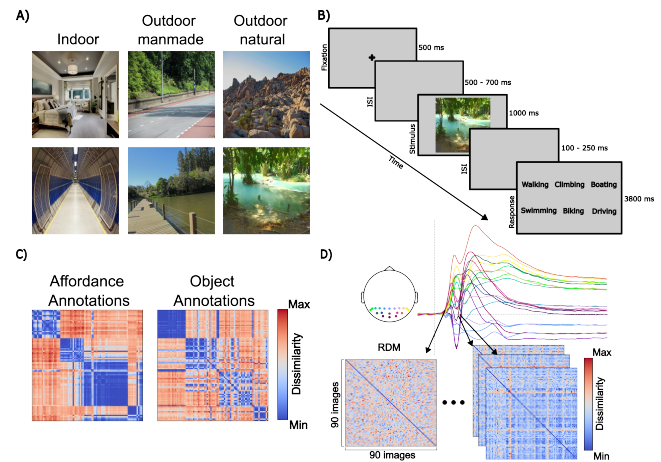 A)
Indoor
Outdoor
manmade
Outdoor
natural
B)
Fixation
500 ms
ISI
500 - 700 ms
Stimulus
1000 ms
ISI
100 - 250 ms
Response
Walking Climbing Boating
Swimming Biking Driving
3800 ms
Time
C)
Affordance
Annotations
Object
Annotations
Max
Dissimilarity
Min
D)
RDM
90 images
90 images
Max
Dissimilarity
Min